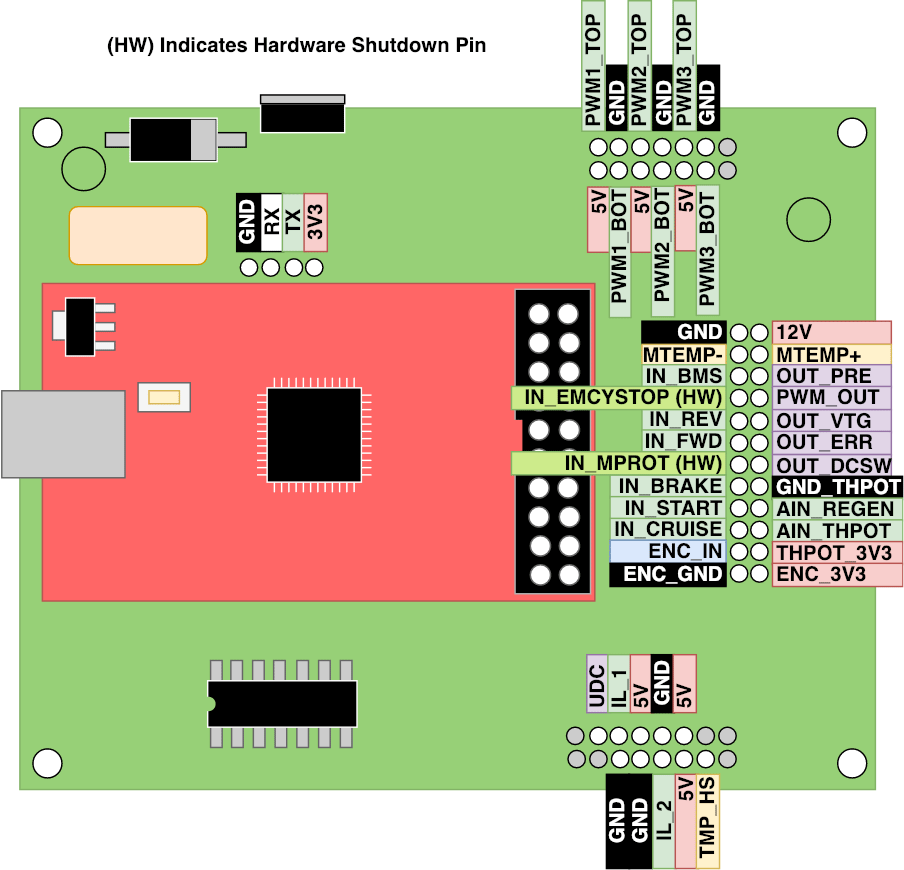 (HW) Indicates Hardware Shutdown Pin
PWM1_TOP
GND
PWM2_TOP
GND
PWM3_TOP
GND
5V
PWM1_BOT
5V
PWM2_BOT
5V
PWM3_BOT
GND
RX
TX
3V3
GND 12V
MTEMP- MTEMP+
IN_BMS OUT_PRE
IN_EMCYSTOP (HW) PWM_OUT
IN_REV OUT_VTG
IN_FWD OUT_ERR
IN_MPROT (HW) OUT_DCSW
IN_BRAKE GND_THPOT
IN_START AIN_REGEN
IN_CRUISE AIN_THPOT
ENC_IN THPOT_3V3
ENC_GND ENC_3V3
UDC
IL_1
5V
GND
5V
GND
GND
IL_2
5V
TMP_HS